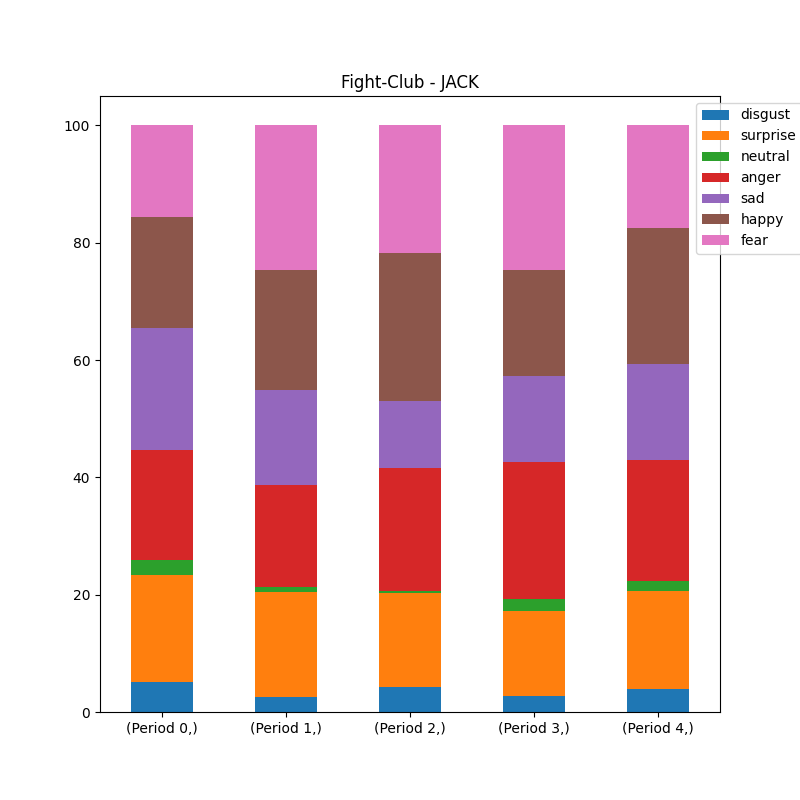 Fight-Club - JACK
100
80
60
40
20
0
(Period 0,)
(Period 1,)
(Period 2,)
(Period 3,)
(Period 4,)
disgust
surprise
neutral
anger
sad
happy
fear